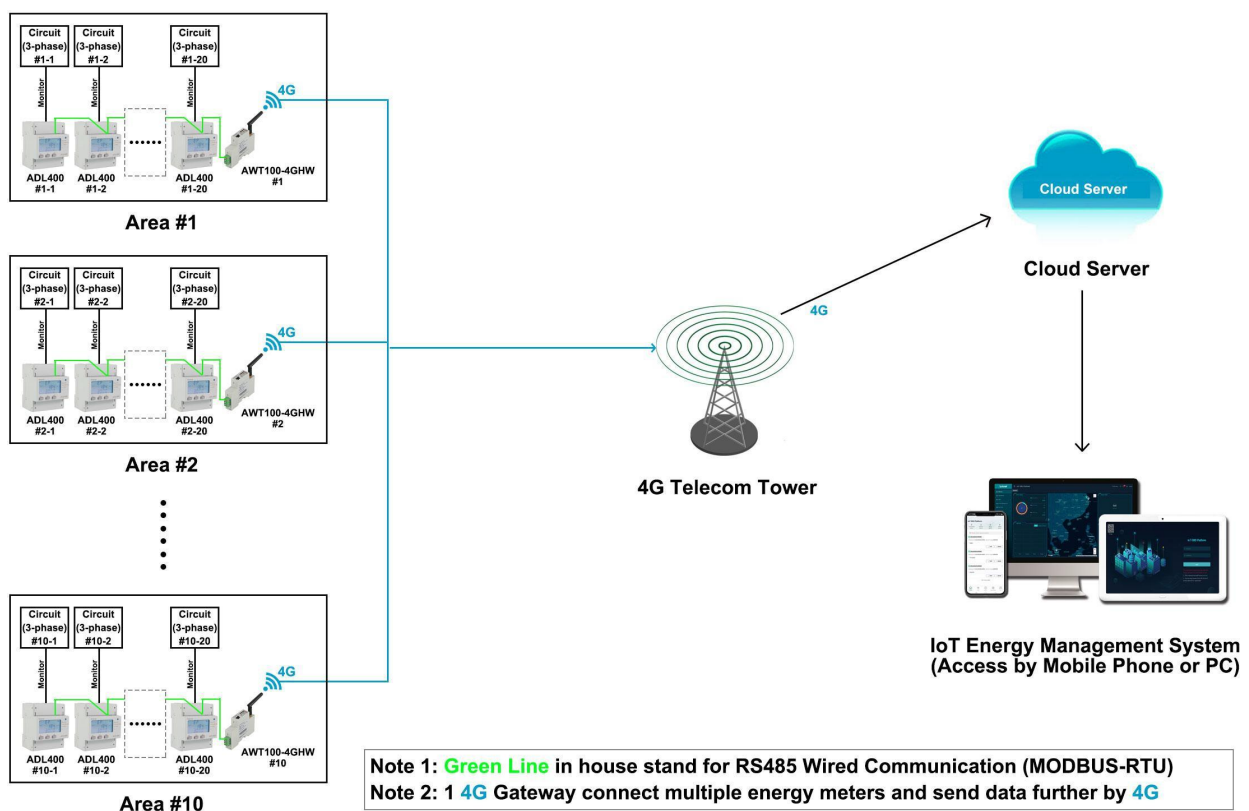 Circuit
(3-phase)
#1-1
Circuit
(3-phase)
#1-2
Circuit
(3-phase)
#1-20
Monitor
Monitor
Monitor
4G
......
ADL400
#1-1
ADL400
#1-2
ADL400
#1-20
AWT100-4GHW
#1
Area #1
Circuit
(3-phase)
#2-1
Circuit
(3-phase)
#2-2
Circuit
(3-phase)
#2-20
Monitor
Monitor
Monitor
4G
......
ADL400
#2-1
ADL400
#2-2
ADL400
#2-20
AWT100-4GHW
#2
Area #2
Circuit
(3-phase)
#10-1
Circuit
(3-phase)
#10-2
Circuit
(3-phase)
#10-20
Monitor
Monitor
Monitor
4G
......
ADL400
#10-1
ADL400
#10-2
ADL400
#10-20
AWT100-4GHW
#10
Area #10
4G Telecom Tower
4G
Cloud Server
Cloud Server
IoT Energy Management System
(Access by Mobile Phone or PC)
Note 1: Green Line in house stand for RS485 Wired Communication (MODBUS-RTU)
Note 2: 1 4G Gateway connect multiple energy meters and send data further by 4G